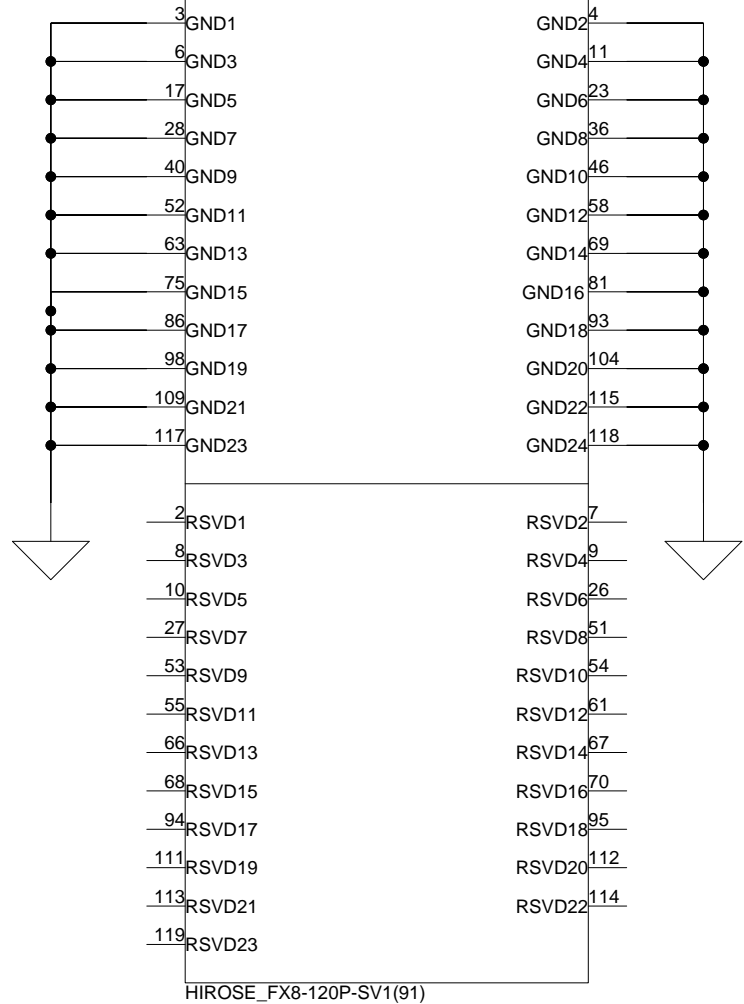 3 GND1 GND2 4
6 GND3 GND4 11
17 GND5 GND6 23
28 GND7 GND8 36
40 GND9 GND10 46
52 GND11 GND12 58
63 GND13 GND14 69
75 GND15 GND16 81
86 GND17 GND18 93
98 GND19 GND20 104
109 GND21 GND22 115
117 GND23 GND24 118
2 RSVD1 RSVD2 7
8 RSVD3 RSVD4 9
10 RSVD5 RSVD6 26
27 RSVD7 RSVD8 51
53 RSVD9 RSVD10 54
55 RSVD11 RSVD12 61
66 RSVD13 RSVD14 67
68 RSVD15 RSVD16 70
94 RSVD17 RSVD18 95
111 RSVD19 RSVD20 112
113 RSVD21 RSVD22 114
119 RSVD23
HIROSE_FX8-120P-SV1(91)